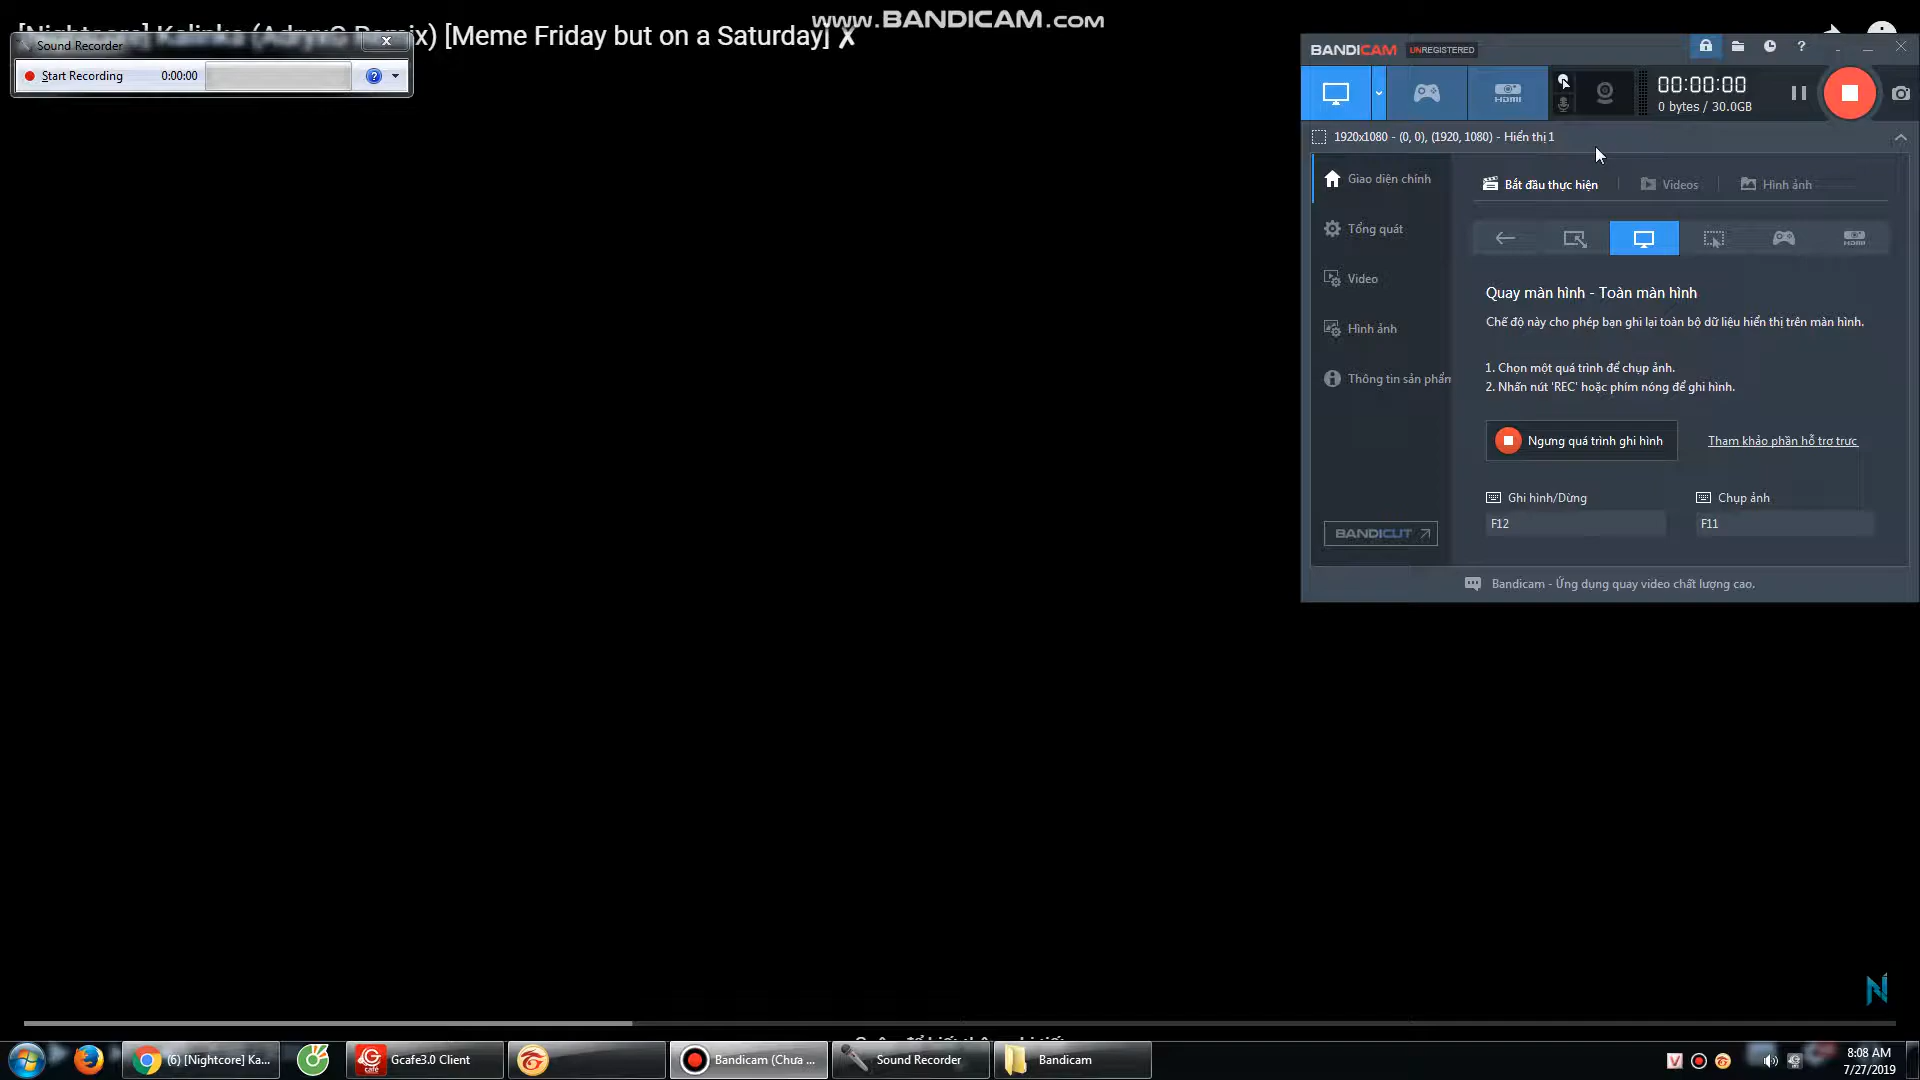 www.BANDICAM.com
x) [Meme Friday but on a Saturday] ✗
Sound Recorder
Start Recording 0:00:00
BANDICAM UNREGISTERED
HDMI
00:00:00
0 bytes / 30.0GB
1920x1080 - (0, 0), (1920, 1080) - Hiển thị 1
Giao diện chính
Tổng quát
Video
Hình ảnh
Thông tin sản phẩm
BANDICUT
Bắt đầu thực hiện
Videos
Hình ảnh
HDMI
Quay màn hình - Toàn màn hình
Chế độ này cho phép bạn ghi lại toàn bộ dữ liệu hiển thị trên màn hình.
1. Chọn một quá trình để chụp ảnh.
2. Nhấn nút 'REC' hoặc phím nóng để ghi hình.
Ngưng quá trình ghi hình
Tham khảo phần hỗ trợ trực
Ghi hình/Dừng
Chụp ảnh
F12
F11
Bandicam - Ứng dụng quay video chất lượng cao.
(6) [Nightcore] Ka...
Gcafe3.0 Client
Bandicam (Chưa ...
Sound Recorder
Bandicam
8:08 AM
7/27/2019